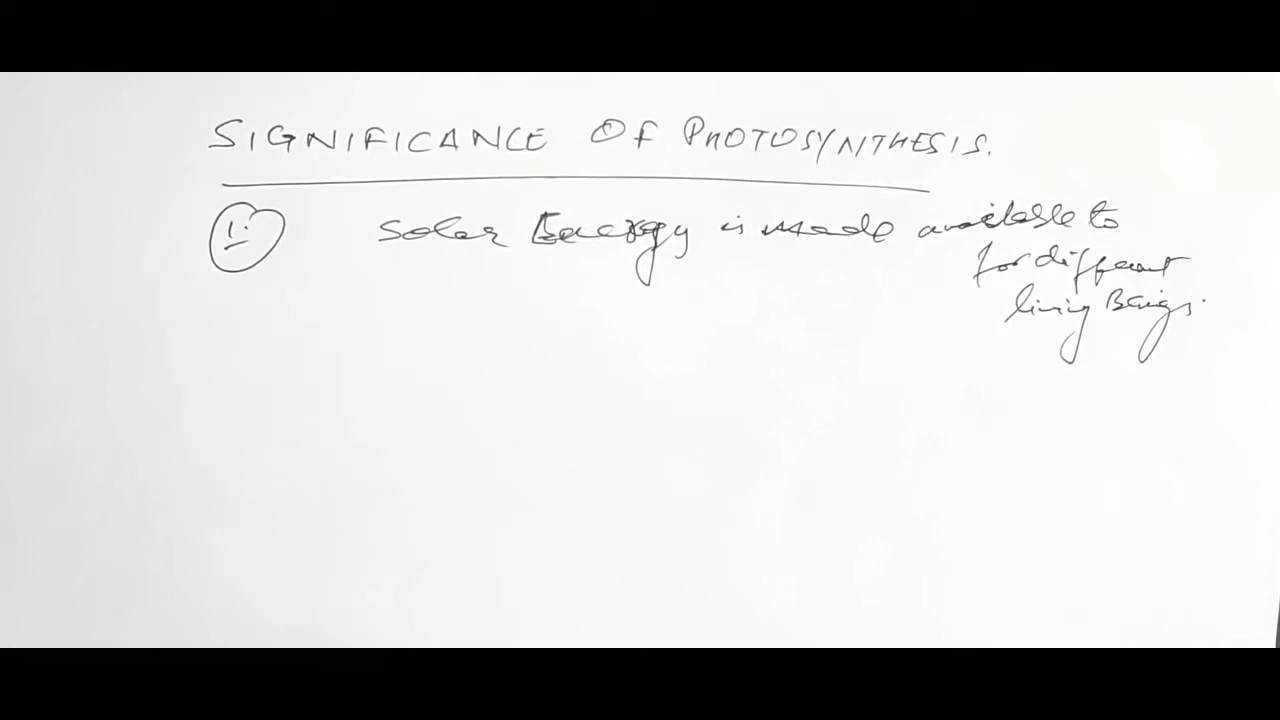 SIGNIFICANCE OF PHOTOSYNTHESIS.
1. Solar Energy is made available to
for different
living Beings.